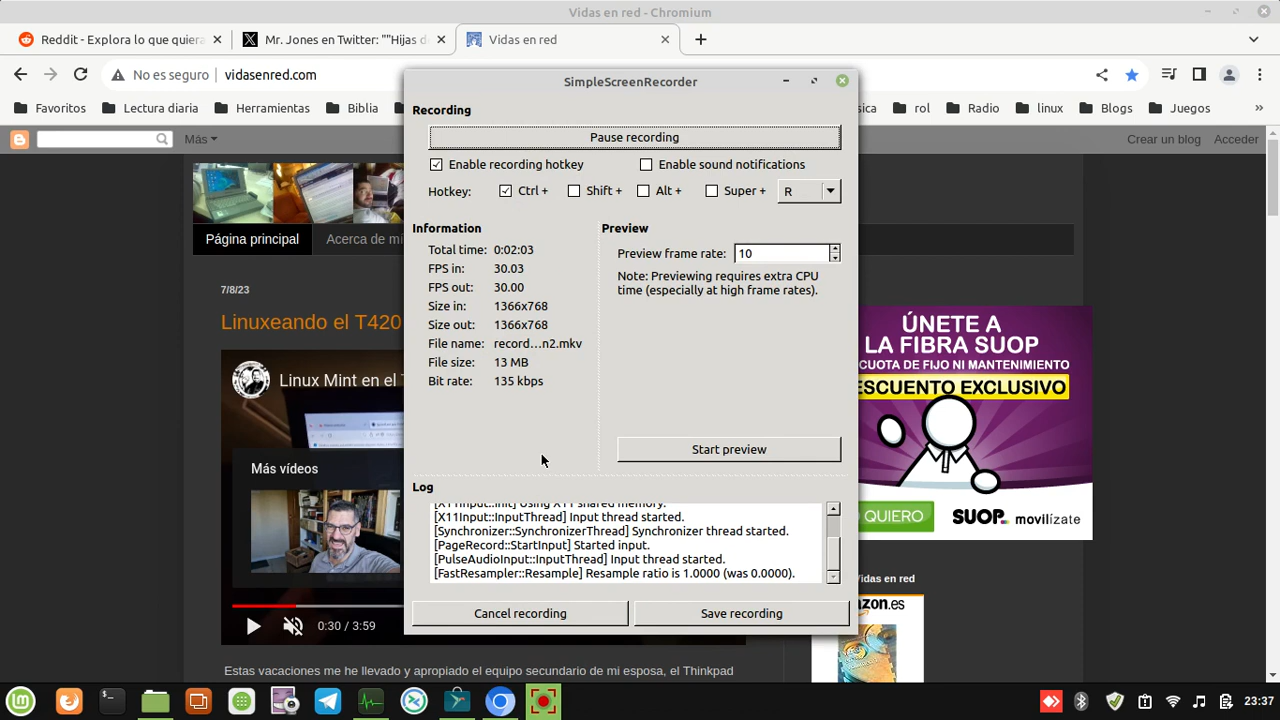 Vidas en red - Chromium
Reddit - Explora lo que quiera
Mr. Jones en Twitter: ""Hijas d
Vidas en red
No es seguro
vidasenred.com
Favoritos
Lectura diaria
Herramientas
Biblia
rol
Radio
linux
Blogs
Juegos
»
Más
Crear un blog
Acceder
Página principal
Acerca de mi
7/8/23
Linuxeando el T420
Linux Mint en el T
Más vídeos
0:30 / 3:59
Estas vacaciones me he llevado y apropiado el equipo secundario de mi esposa, el Thinkpad
SimpleScreenRecorder
Recording
Pause recording
Enable recording hotkey
Enable sound notifications
Hotkey:
Ctrl +
Shift +
Alt +
Super +
R
Information
Total time: 0:02:03
FPS in: 30.03
FPS out: 30.00
Size in: 1366x768
Size out: 1366x768
File name: record...n2.mkv
File size: 13 MB
Bit rate: 135 kbps
Preview
Preview frame rate: 10
Note: Previewing requires extra CPU
time (especially at high frame rates).
Start preview
Log
[X11Input::Init] Using X11 shared memory.
[X11Input::InputThread] Input thread started.
[Synchronizer::SynchronizerThread] Synchronizer thread started.
[PageRecord::StartInput] Started input.
[PulseAudioInput::InputThread] Input thread started.
[FastResampler::Resample] Resample ratio is 1.0000 (was 0.0000).
Cancel recording
Save recording
ÚNETE A
LA FIBRA SUOP
CUOTA DE FIJO NI MANTENIMIENTO
ESCUENTO EXCLUSIVO
QUIERO
SUOP movilízate
Vidas en red
zon.es
23:37